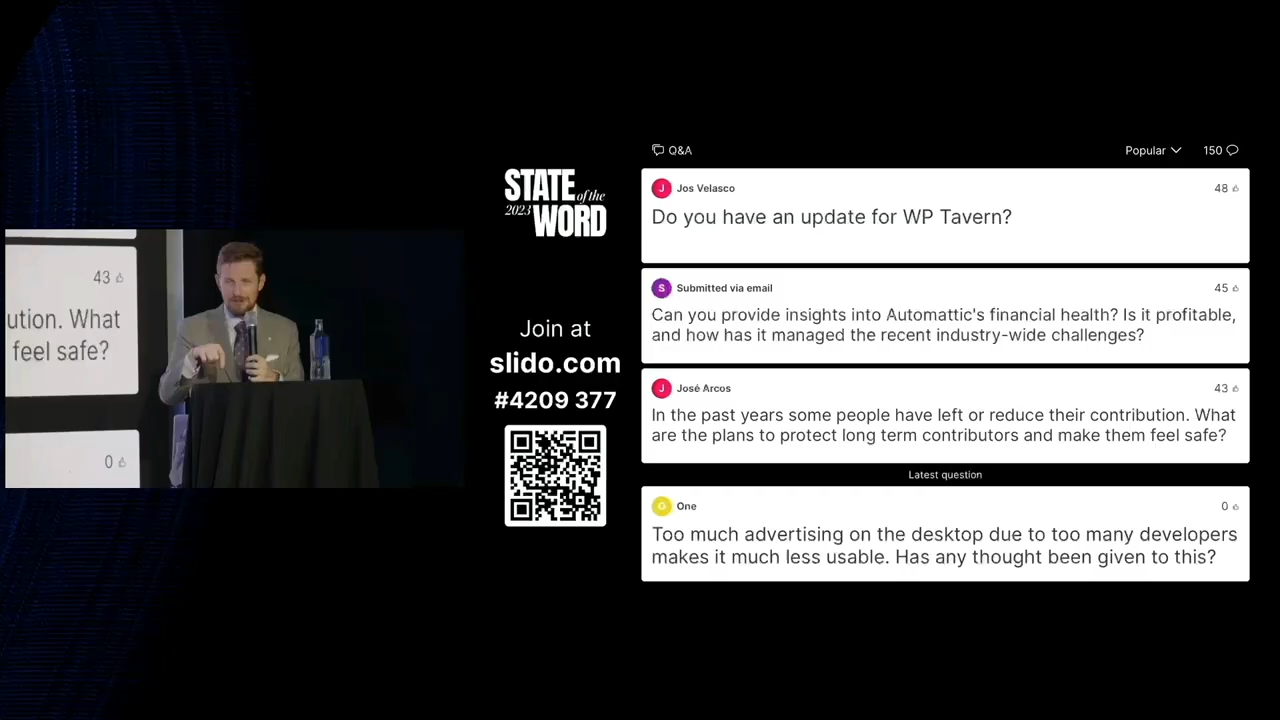 43
ution. What
feel safe?
0
STATE of the
2023 WORD
Join at
slido.com
#4209 377
Q&A
Popular
150
J Jos Velasco
48
Do you have an update for WP Tavern?
S Submitted via email
45
Can you provide insights into Automattic's financial health? Is it profitable,
and how has it managed the recent industry-wide challenges?
J José Arcos
43
In the past years some people have left or reduce their contribution. What
are the plans to protect long term contributors and make them feel safe?
Latest question
O One
0
Too much advertising on the desktop due to too many developers
makes it much less usable. Has any thought been given to this?